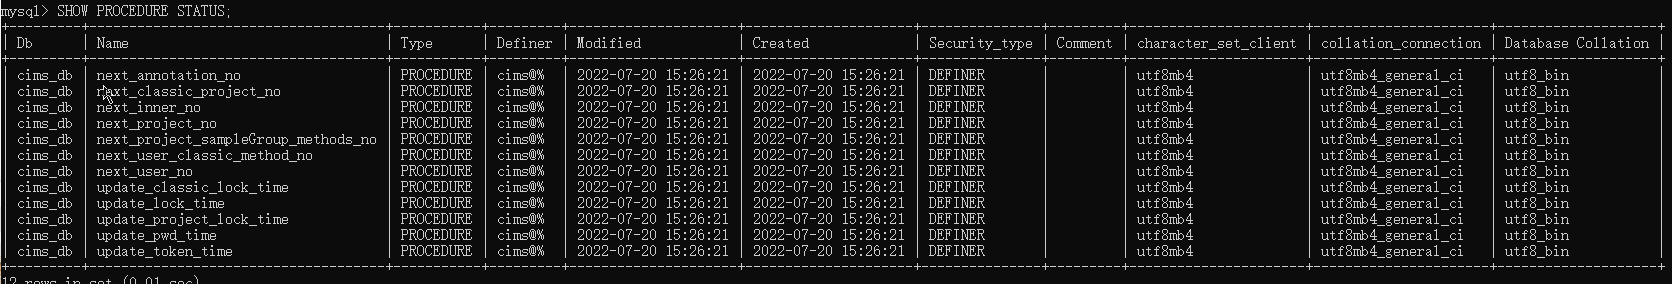 mysql> SHOW PROCEDURE STATUS;
| Db | Name | Type | Definer | Modified | Created | Security_type | Comment | character_set_client | collation_connection | Database Collation |
| cims_db | next_annotation_no | PROCEDURE | cims@% | 2022-07-20 15:26:21 | 2022-07-20 15:26:21 | DEFINER | | utf8mb4 | utf8mb4_general_ci | utf8_bin |
| cims_db | next_classic_project_no | PROCEDURE | cims@% | 2022-07-20 15:26:21 | 2022-07-20 15:26:21 | DEFINER | | utf8mb4 | utf8mb4_general_ci | utf8_bin |
| cims_db | next_inner_no | PROCEDURE | cims@% | 2022-07-20 15:26:21 | 2022-07-20 15:26:21 | DEFINER | | utf8mb4 | utf8mb4_general_ci | utf8_bin |
| cims_db | next_project_no | PROCEDURE | cims@% | 2022-07-20 15:26:21 | 2022-07-20 15:26:21 | DEFINER | | utf8mb4 | utf8mb4_general_ci | utf8_bin |
| cims_db | next_project_sampleGroup_methods_no | PROCEDURE | cims@% | 2022-07-20 15:26:21 | 2022-07-20 15:26:21 | DEFINER | | utf8mb4 | utf8mb4_general_ci | utf8_bin |
| cims_db | next_user_classic_method_no | PROCEDURE | cims@% | 2022-07-20 15:26:21 | 2022-07-20 15:26:21 | DEFINER | | utf8mb4 | utf8mb4_general_ci | utf8_bin |
| cims_db | next_user_no | PROCEDURE | cims@% | 2022-07-20 15:26:21 | 2022-07-20 15:26:21 | DEFINER | | utf8mb4 | utf8mb4_general_ci | utf8_bin |
| cims_db | update_classic_lock_time | PROCEDURE | cims@% | 2022-07-20 15:26:21 | 2022-07-20 15:26:21 | DEFINER | | utf8mb4 | utf8mb4_general_ci | utf8_bin |
| cims_db | update_lock_time | PROCEDURE | cims@% | 2022-07-20 15:26:21 | 2022-07-20 15:26:21 | DEFINER | | utf8mb4 | utf8mb4_general_ci | utf8_bin |
| cims_db | update_project_lock_time | PROCEDURE | cims@% | 2022-07-20 15:26:21 | 2022-07-20 15:26:21 | DEFINER | | utf8mb4 | utf8mb4_general_ci | utf8_bin |
| cims_db | update_pwd_time | PROCEDURE | cims@% | 2022-07-20 15:26:21 | 2022-07-20 15:26:21 | DEFINER | | utf8mb4 | utf8mb4_general_ci | utf8_bin |
| cims_db | update_token_time | PROCEDURE | cims@% | 2022-07-20 15:26:21 | 2022-07-20 15:26:21 | DEFINER | | utf8mb4 | utf8mb4_general_ci | utf8_bin |
12 rows in set (0.01 sec)